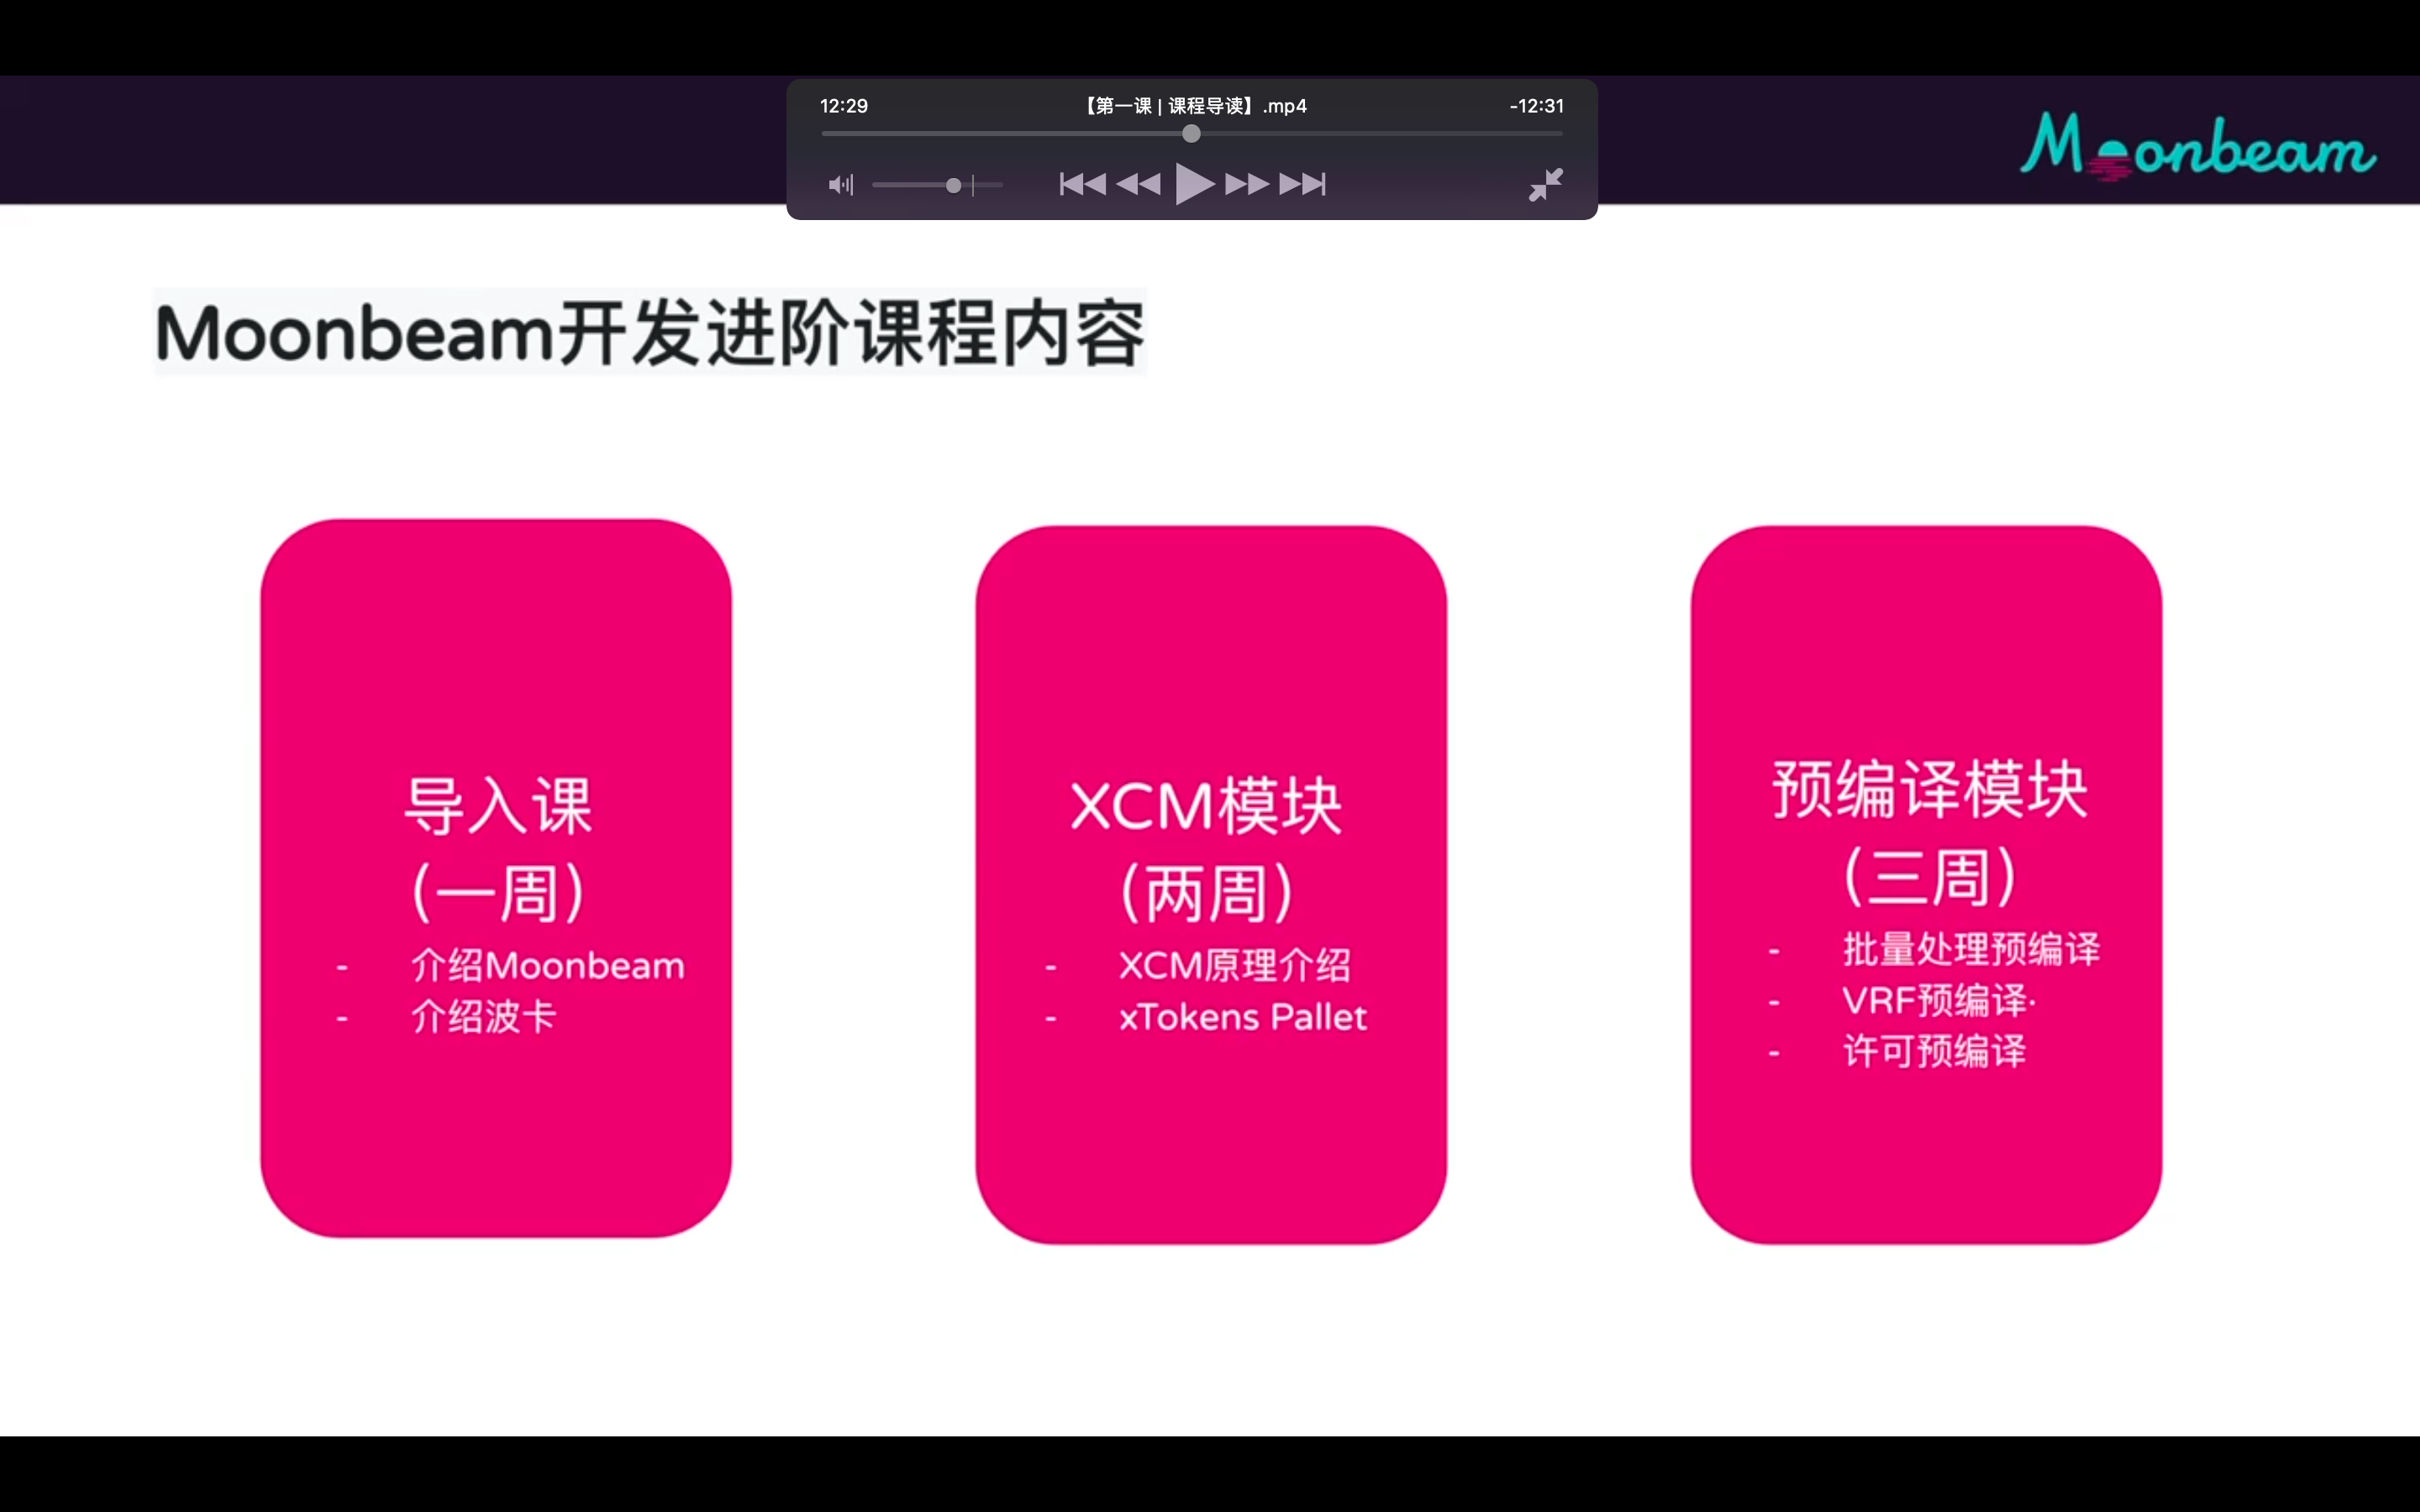 12:29
【第一课 | 课程导读】.mp4
-12:31
Moonbeam
Moonbeam开发进阶课程内容
导入课
(一周)
- 介绍Moonbeam
- 介绍波卡
XCM模块
(两周)
- XCM原理介绍
- xTokens Pallet
预编译模块
(三周)
- 批量处理预编译
- VRF预编译·
- 许可预编译